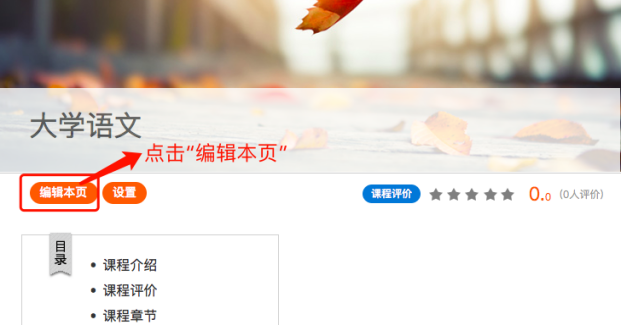 大学语文
点击“编辑本页”
编辑本页 设置 课程评价 0.0 (0人评价)
目录
• 课程介绍
• 课程评价
• 课程章节